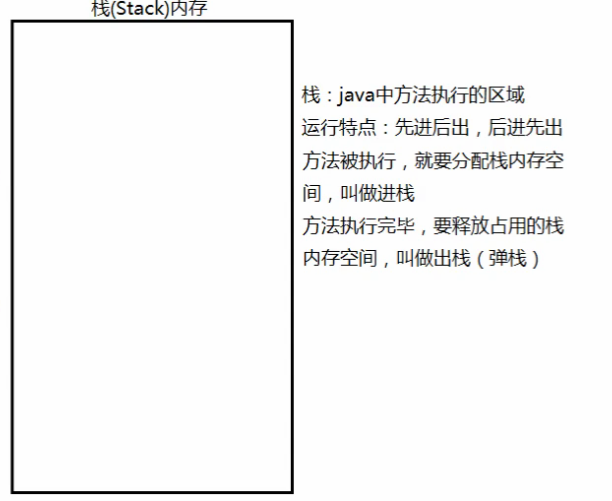 栈(Stack)内存
栈：java中方法执行的区域
运行特点：先进后出，后进先出
方法被执行，就要分配栈内存空
间，叫做进栈
方法执行完毕，要释放占用的栈
内存空间，叫做出栈（弹栈）